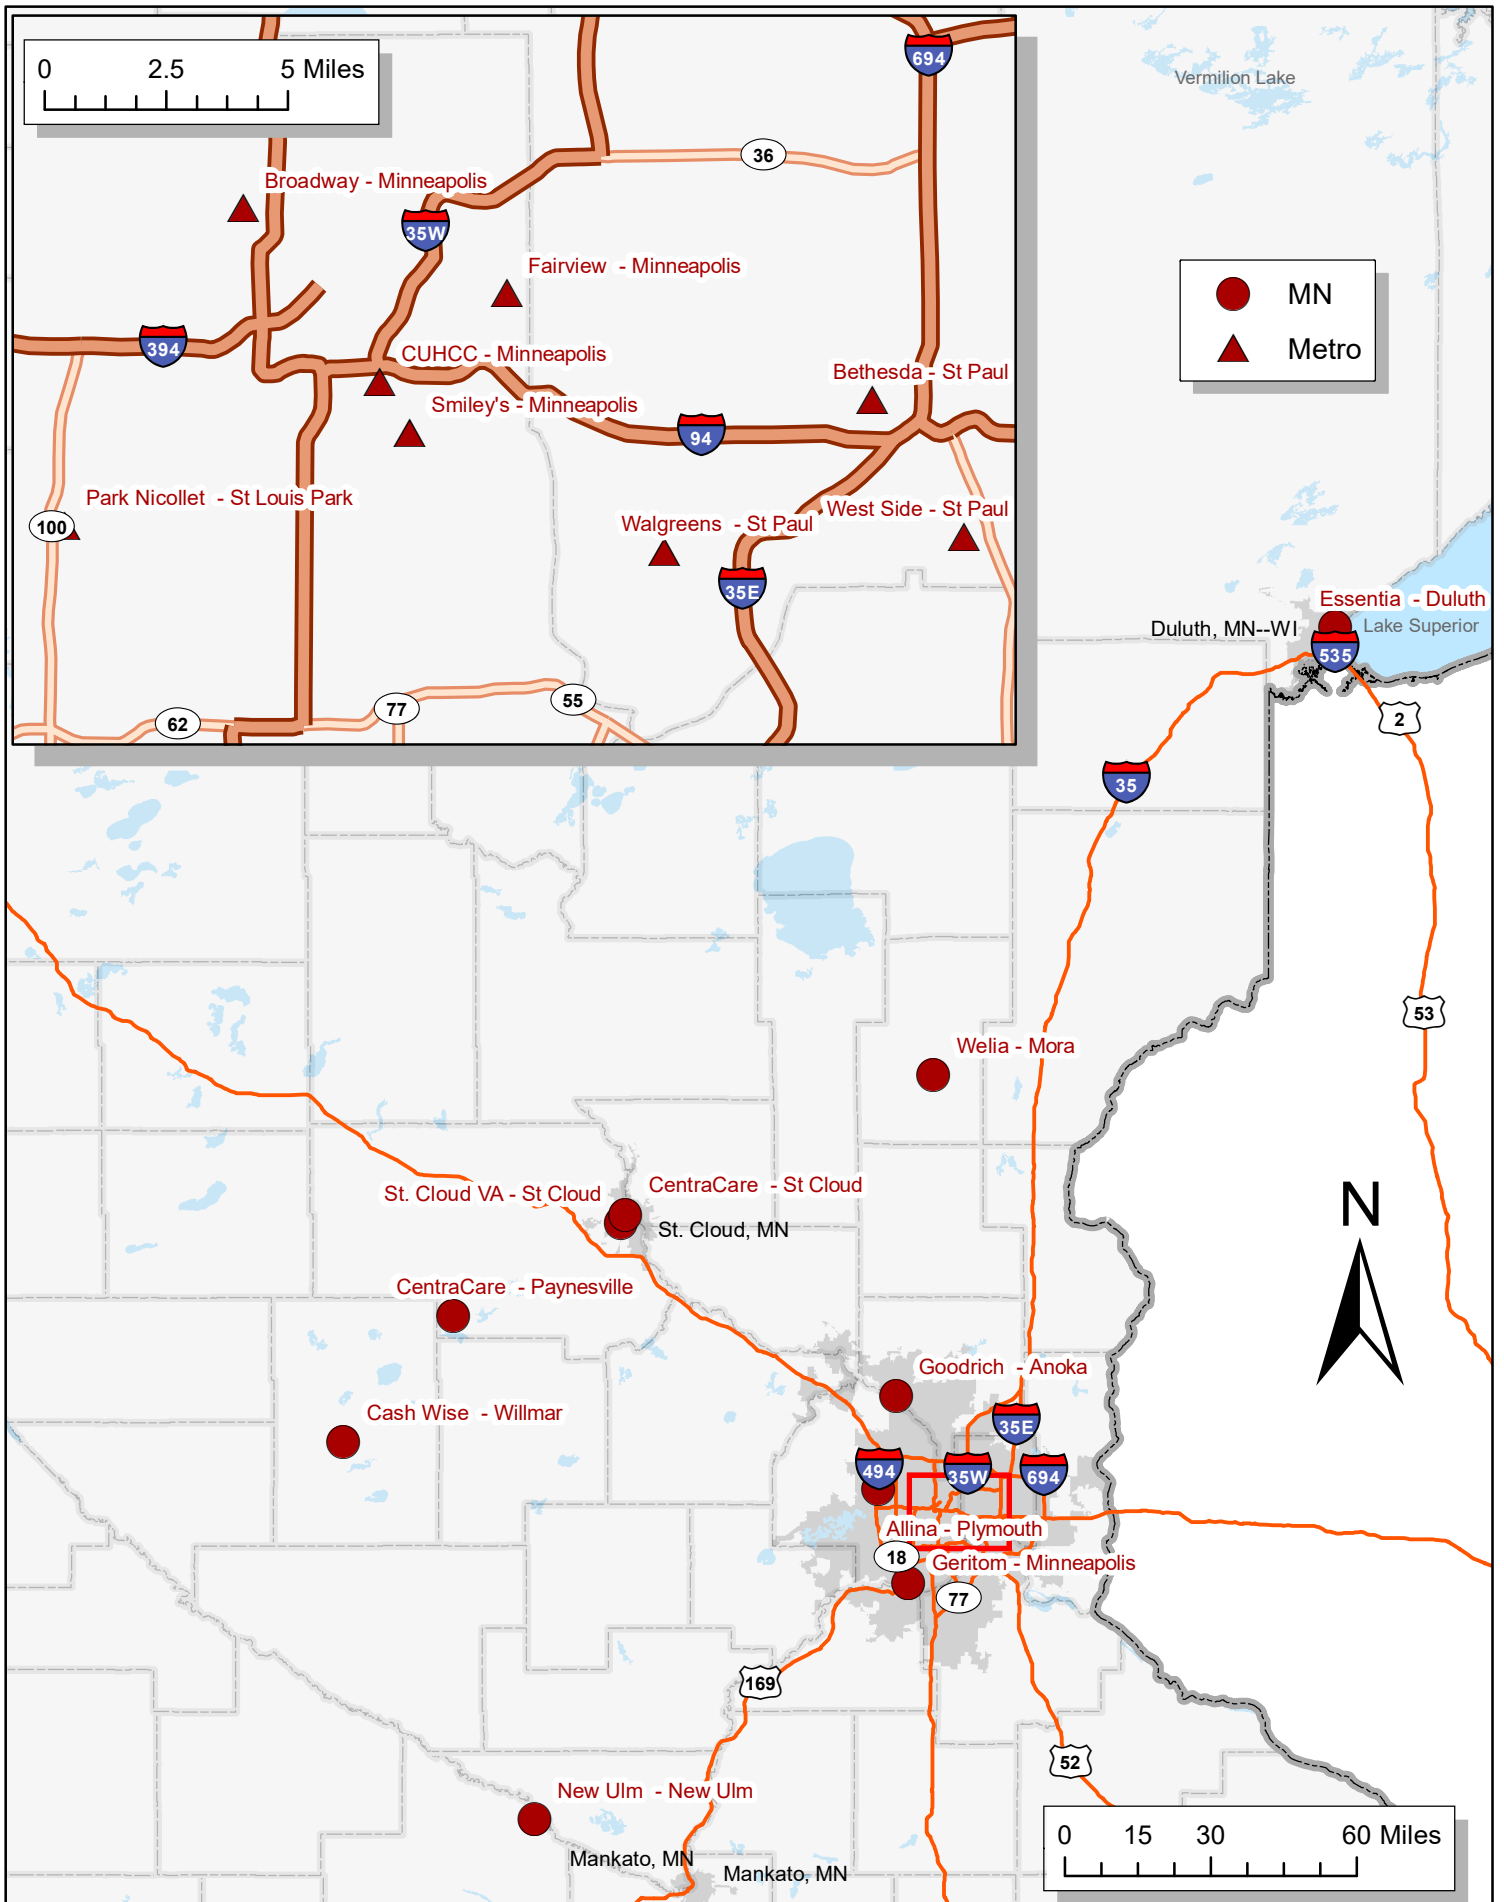 0 2.5 5 Miles
694
Vermilion Lake
36
Broadway - Minneapolis
35W
Fairview - Minneapolis
MN
Metro
394
CUHCC - Minneapolis
Bethesda - St Paul
Smiley's - Minneapolis
94
Park Nicollet - St Louis Park
100
Walgreens - St Paul
West Side - St Paul
35E
Essentia - Duluth
Duluth, MN--WI
Lake Superior
535
55
77
62
2
35
53
Welia - Mora
St. Cloud VA - St Cloud
CentraCare - St Cloud
St. Cloud, MN
N
CentraCare - Paynesville
Goodrich - Anoka
Cash Wise - Willmar
35E
494
35W
694
Allina - Plymouth
18
Geritom - Minneapolis
77
169
52
New Ulm - New Ulm
0 15 30 60 Miles
Mankato, MN
Mankato, MN